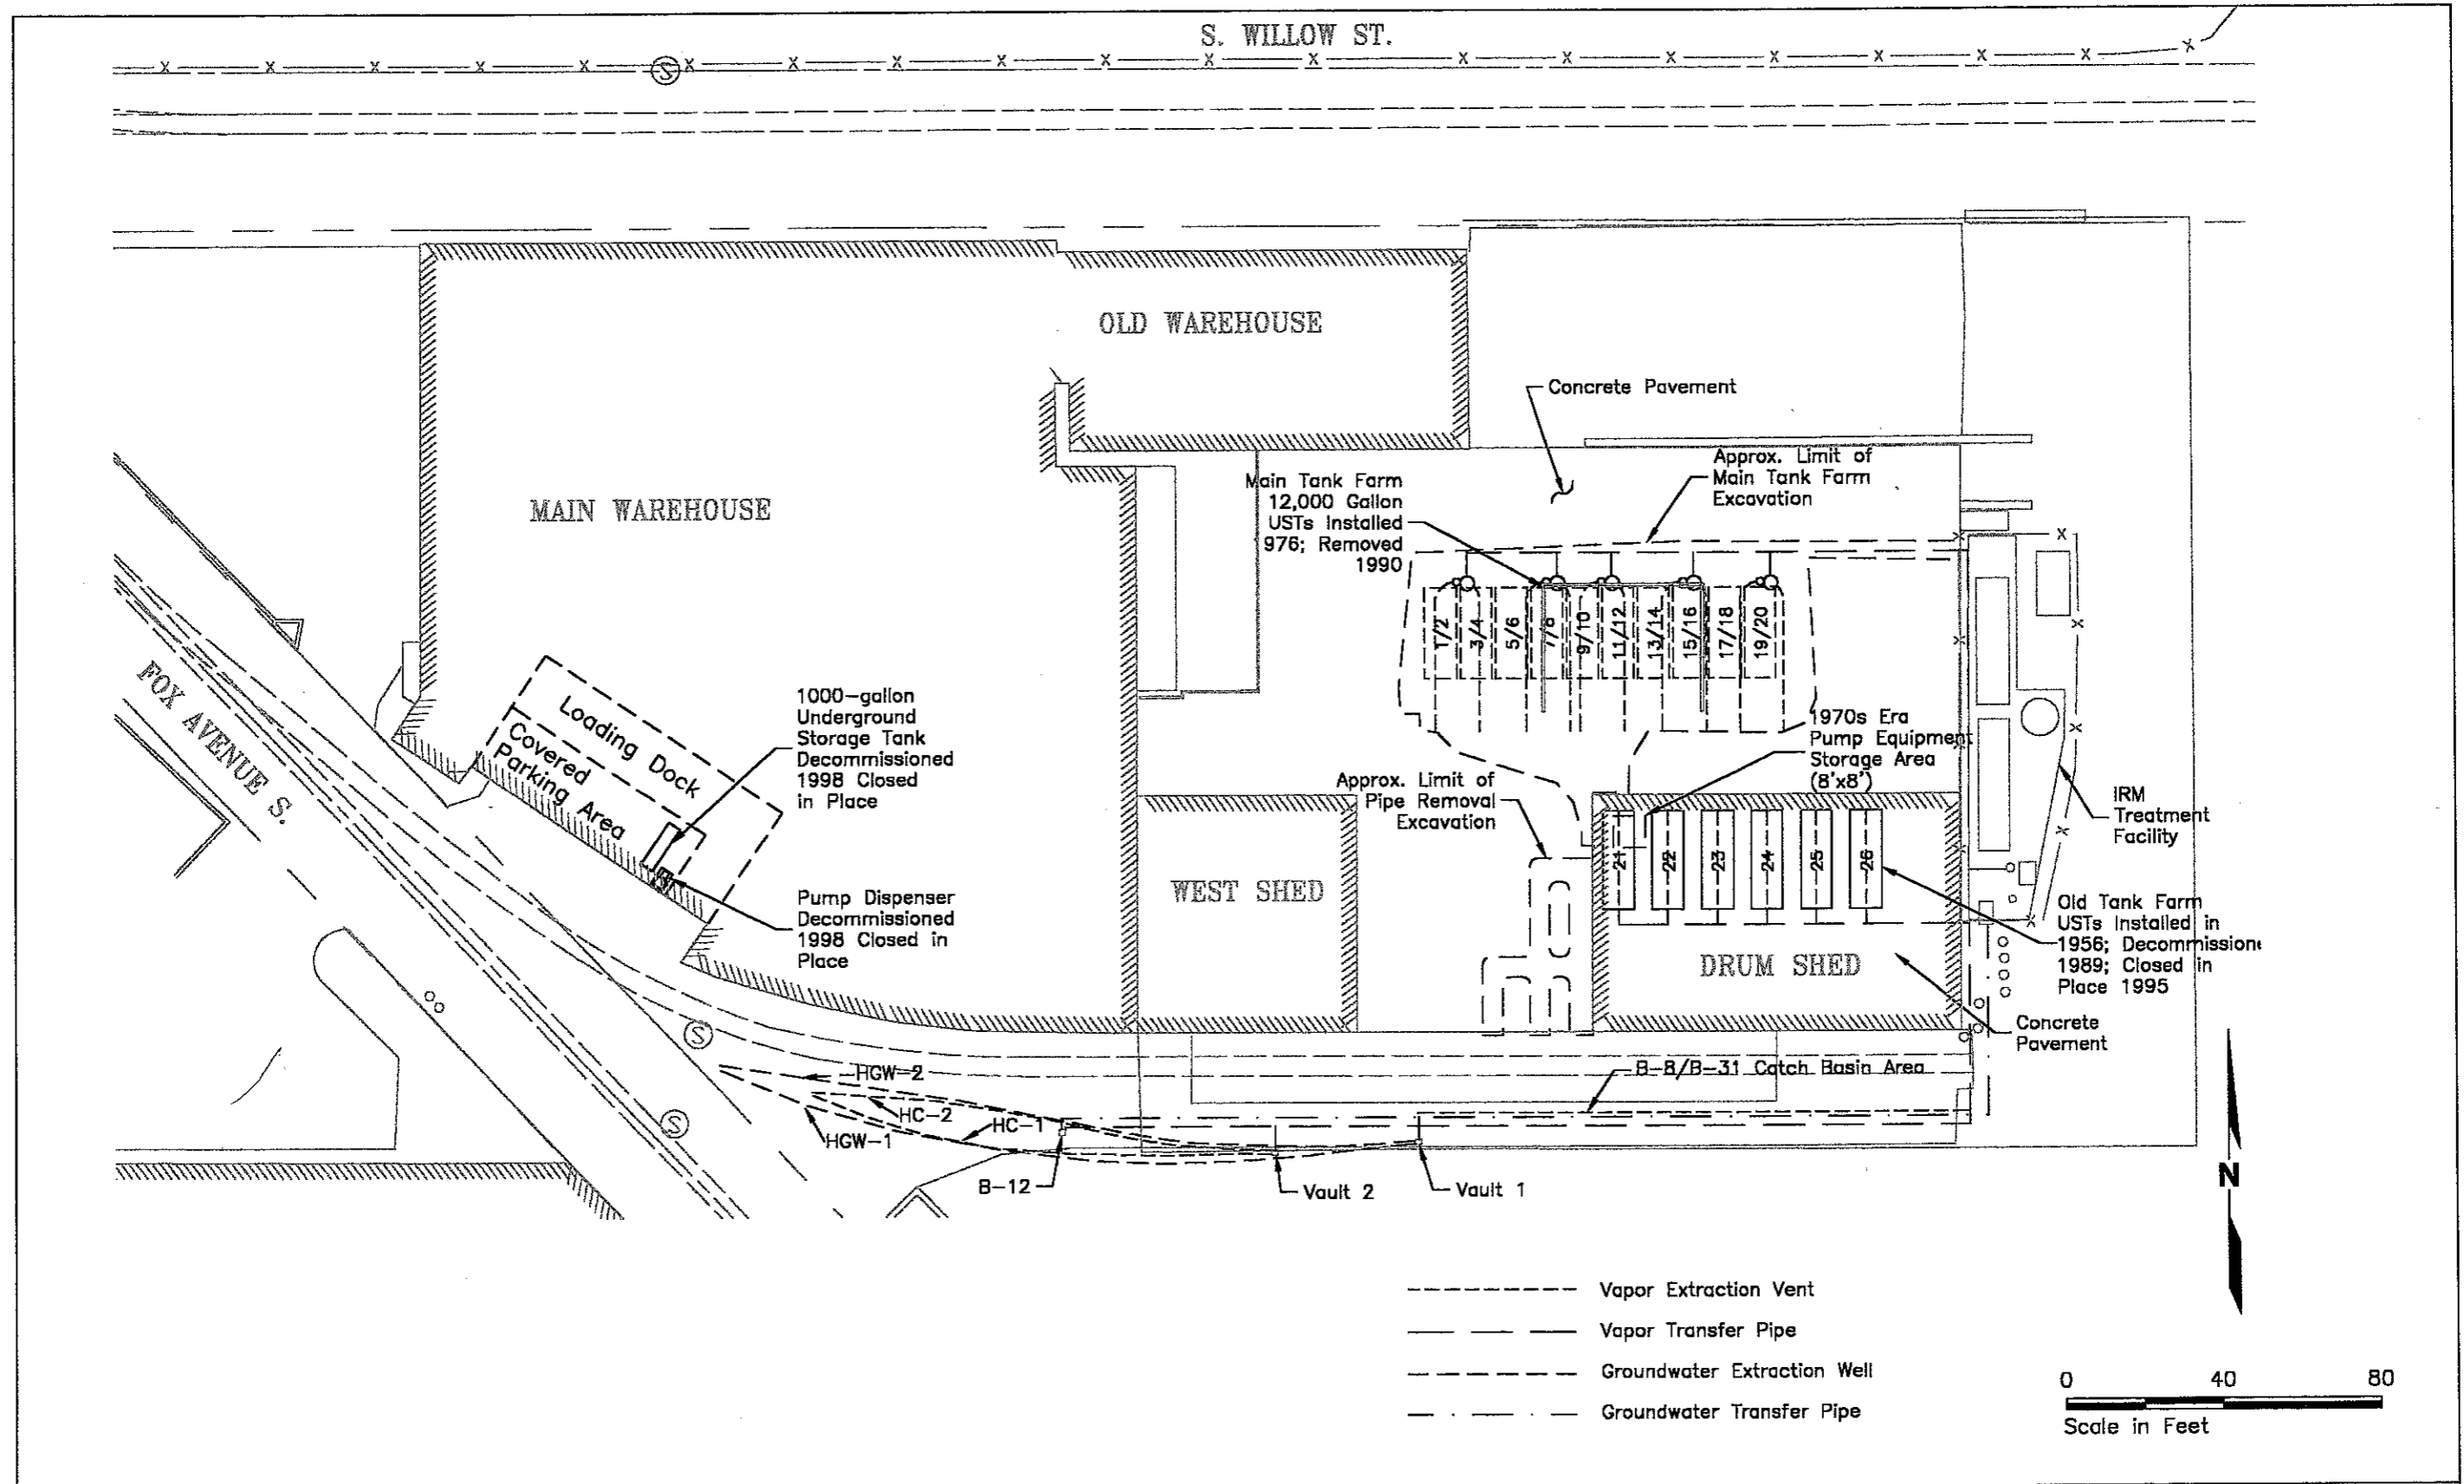 S. WILLOW ST.
OLD WAREHOUSE
Concrete Pavement
Approx. Limit of
Main Tank Farm
Excavation
Main Tank Farm
12,000 Gallon
USTs Installed
976; Removed
1990
MAIN WAREHOUSE
1/2
3/4
5/6
7/8
9/10
11/12
13/14
15/16
17/18
19/20
FOX AVENUE S.
Loading Dock
Covered
Parking Area
1000-gallon
Underground
Storage Tank
Decommissioned
1998 Closed
in Place
1970s Era
Pump Equipment
Storage Area
(8'x8')
Approx. Limit of
Pipe Removal
Excavation
IRM
Treatment
Facility
21
22
23
24
25
26
WEST SHED
Pump Dispenser
Decommissioned
1998 Closed in
Place
Old Tank Farm
USTs Installed in
1956; Decommissione
1989; Closed in
Place 1995
DRUM SHED
Concrete
Pavement
S
S
S
HGW-2
HC-2
HC-1
HGW-1
B-8/B-31 Catch Basin Area
B-12
Vault 2
Vault 1
N
Vapor Extraction Vent
Vapor Transfer Pipe
Groundwater Extraction Well
Groundwater Transfer Pipe
0 40 80
Scale in Feet